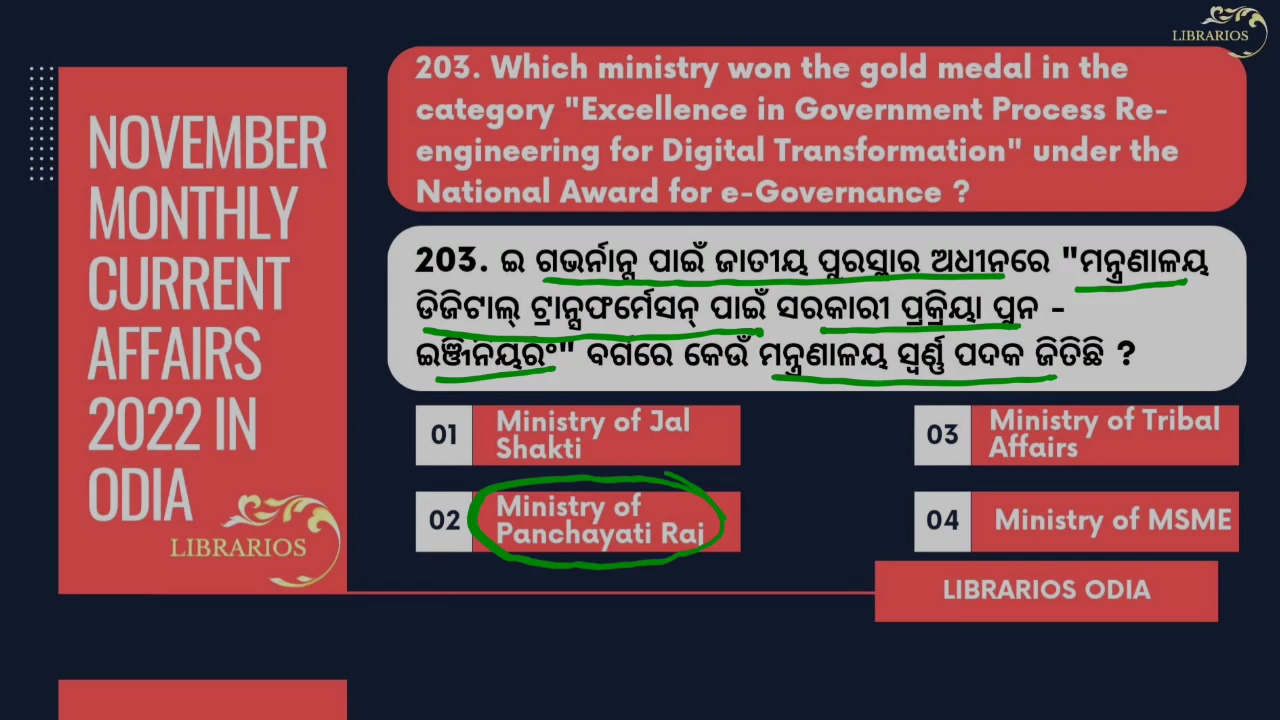 LIBRARIOS
NOVEMBER
MONTHLY
CURRENT
AFFAIRS
2022 IN
ODIA
LIBRARIOS
203. Which ministry won the gold medal in the
category "Excellence in Government Process Re-
engineering for Digital Transformation" under the
National Award for e-Governance ?
203. ଇ ଗଭର୍ନାନ୍ସ ପାଇଁ ଜାତୀୟ ପୁରସ୍କାର ଅଧୀନରେ "ମନ୍ତ୍ରଣାଳୟ
ଡିଜିଟାଲ୍ ଟ୍ରାନ୍ସଫର୍ମେସନ୍ ପାଇଁ ସରକାରୀ ପ୍ରକ୍ରିୟା ପୁନ -
ଇଞ୍ଜିନିୟରିଂ" ବର୍ଗରେ କେଉଁ ମନ୍ତ୍ରଣାଳୟ ସ୍ୱର୍ଣ୍ଣ ପଦକ ଜିତିଛି ?
01 Ministry of Jal
Shakti
02 Ministry of
Panchayati Raj
03 Ministry of Tribal
Affairs
04 Ministry of MSME
LIBRARIOS ODIA